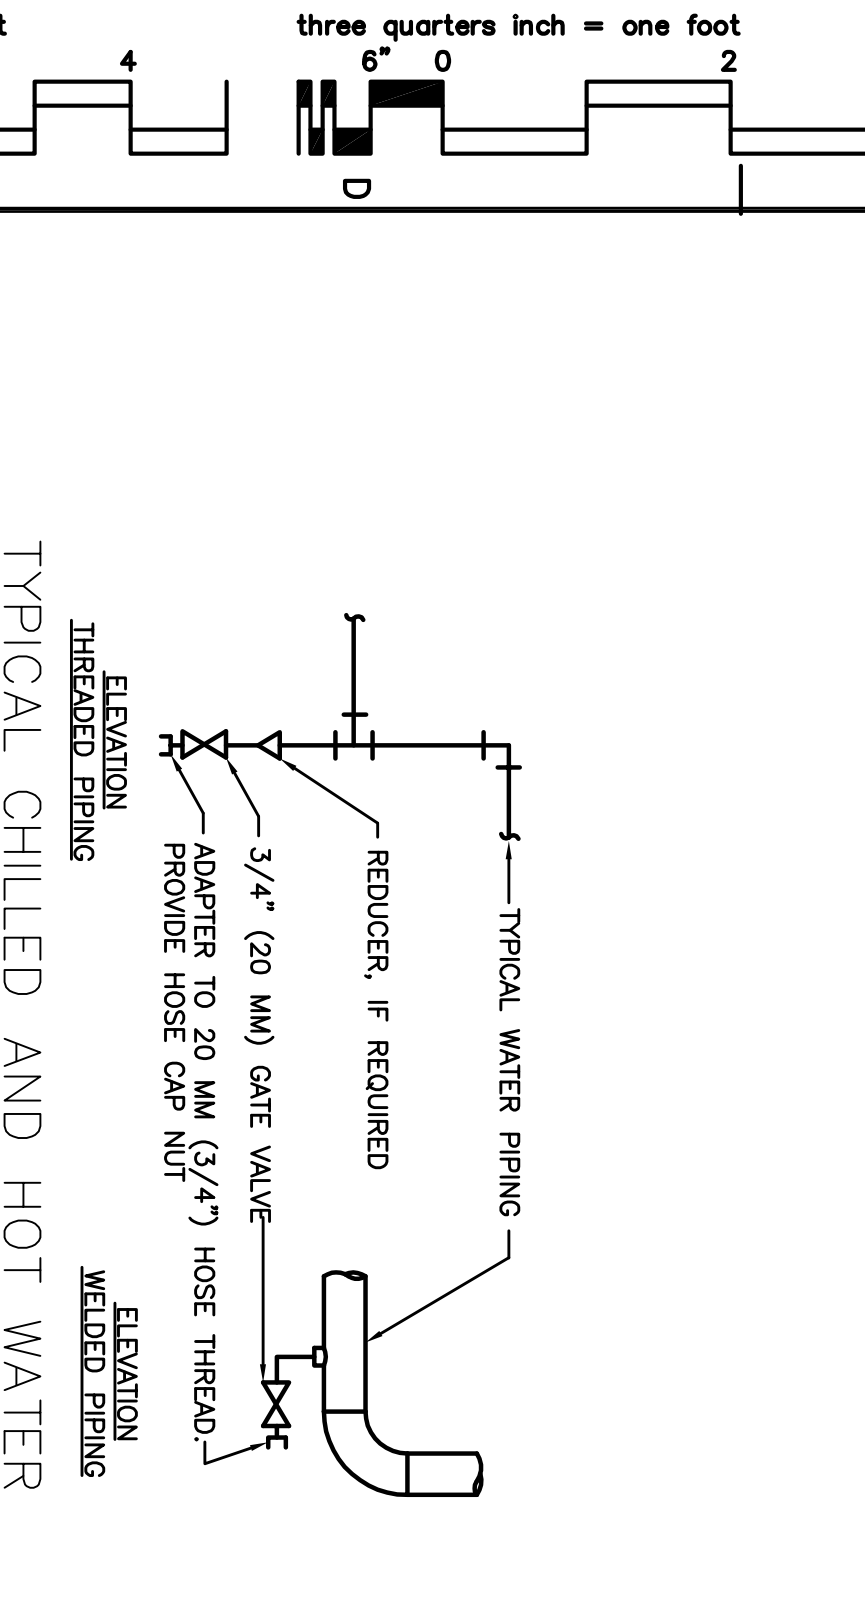 t
three quarters inch = one foot
4
6" 0
2
D
TYPICAL WATER PIPING
REDUCER, IF REQUIRED
3/4" (20 MM) GATE VALVE
ADAPTER TO 20 MM (3/4") HOSE THREAD.
PROVIDE HOSE CAP NUT
ELEVATION
THREADED PIPING
ELEVATION
WELDED PIPING
TYPICAL CHILLED AND HOT WATER